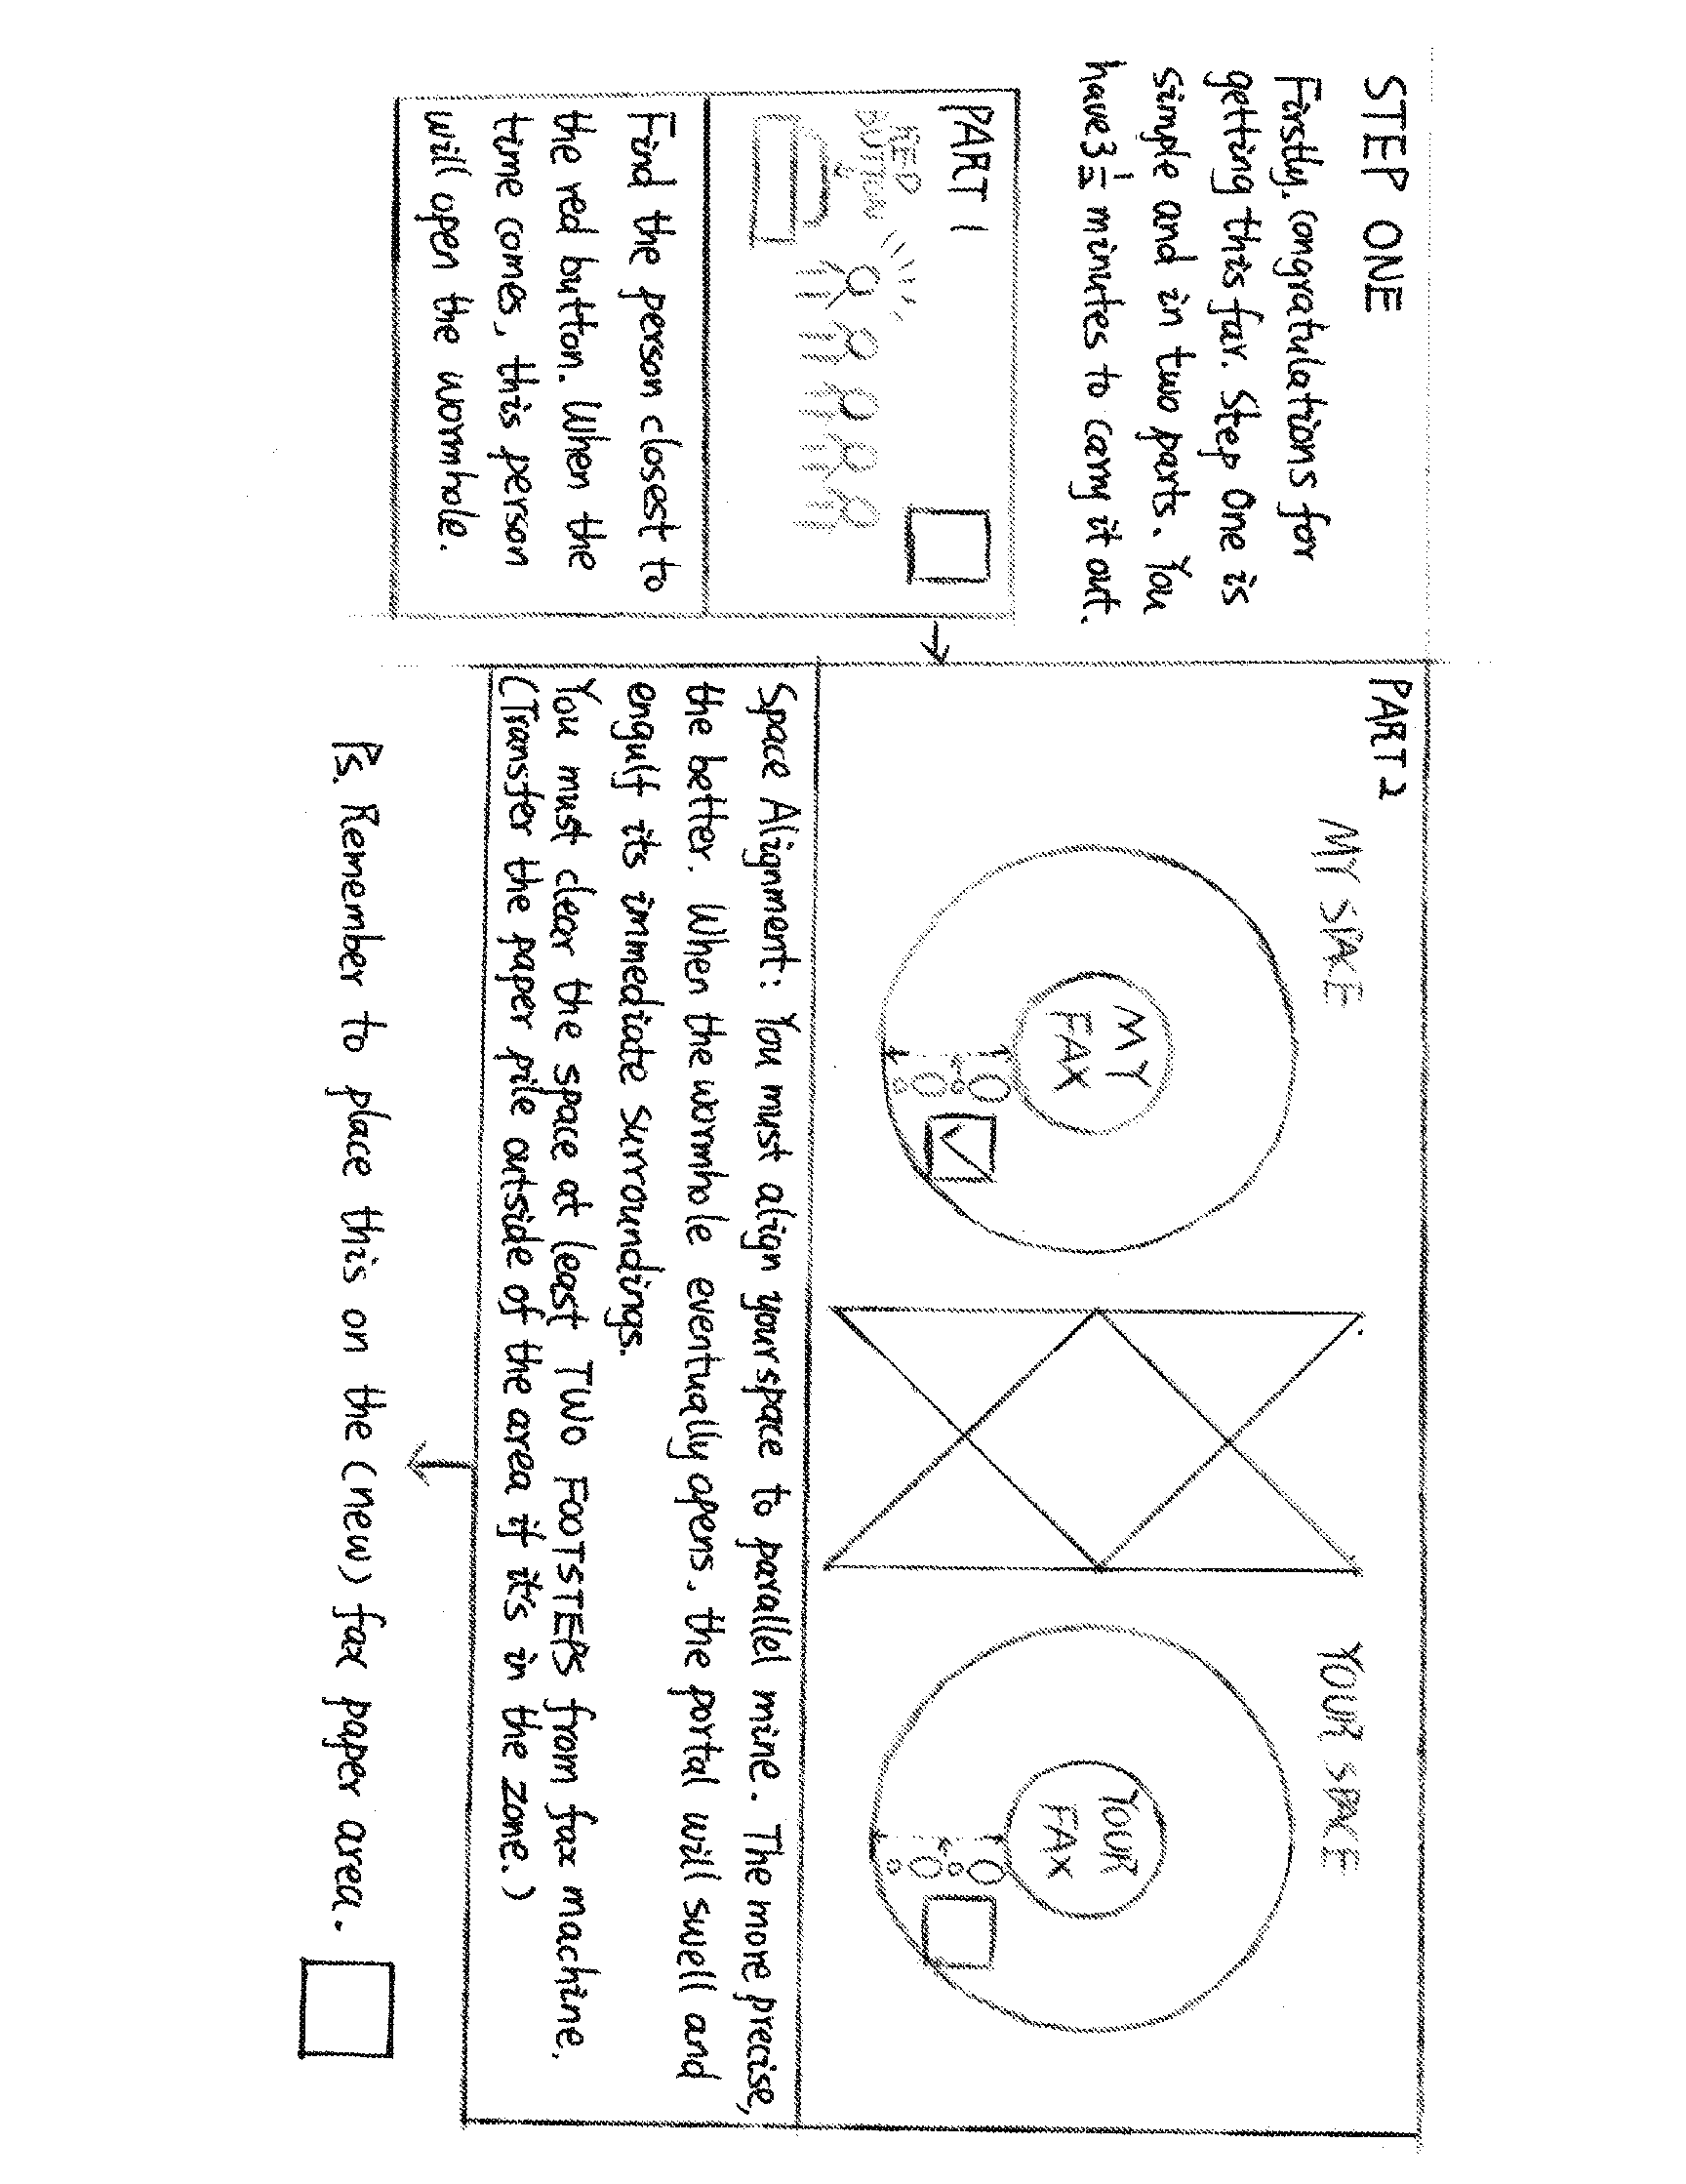 STEP ONE
Firstly, congratulations for
getting this far. Step One is
simple and in two parts. You
have 3 1/2 minutes to carry it out.
PART 1
RED
BUTTON
Find the person closest to
the red button. When the
time comes, this person
will open the wormhole.
PART 2
MY SPACE
MY
FAX
YOUR SPACE
YOUR
FAX
Space Alignment: You must align your space to parallel mine. The more precise,
the better. When the wormhole eventually opens, the portal will swell and
engulf its immediate surroundings.
You must clear the space at least TWO FOOTSTEPS from fax machine.
(Transfer the paper pile outside of the area if it's in the zone.)
Ps. Remember to place this on the (new) fax paper area.